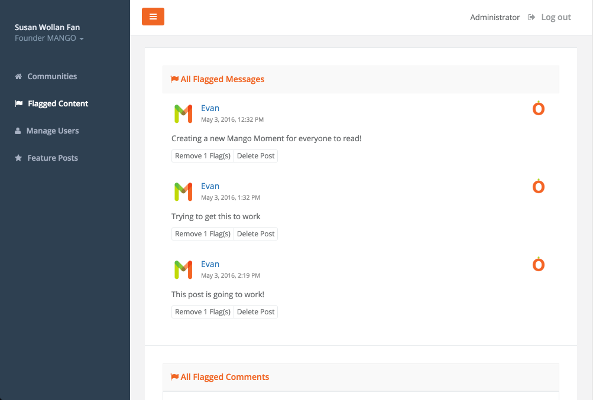 Susan Wollan Fan
Founder MANGO
Administrator
Log out
Communities
Flagged Content
Manage Users
Feature Posts
All Flagged Messages
Evan
May 3, 2016, 12:32 PM
Creating a new Mango Moment for everyone to read!
Remove 1 Flag(s) Delete Post
Evan
May 3, 2016, 1:32 PM
Trying to get this to work
Remove 1 Flag(s) Delete Post
Evan
May 3, 2016, 2:19 PM
This post is going to work!
Remove 1 Flag(s) Delete Post
All Flagged Comments